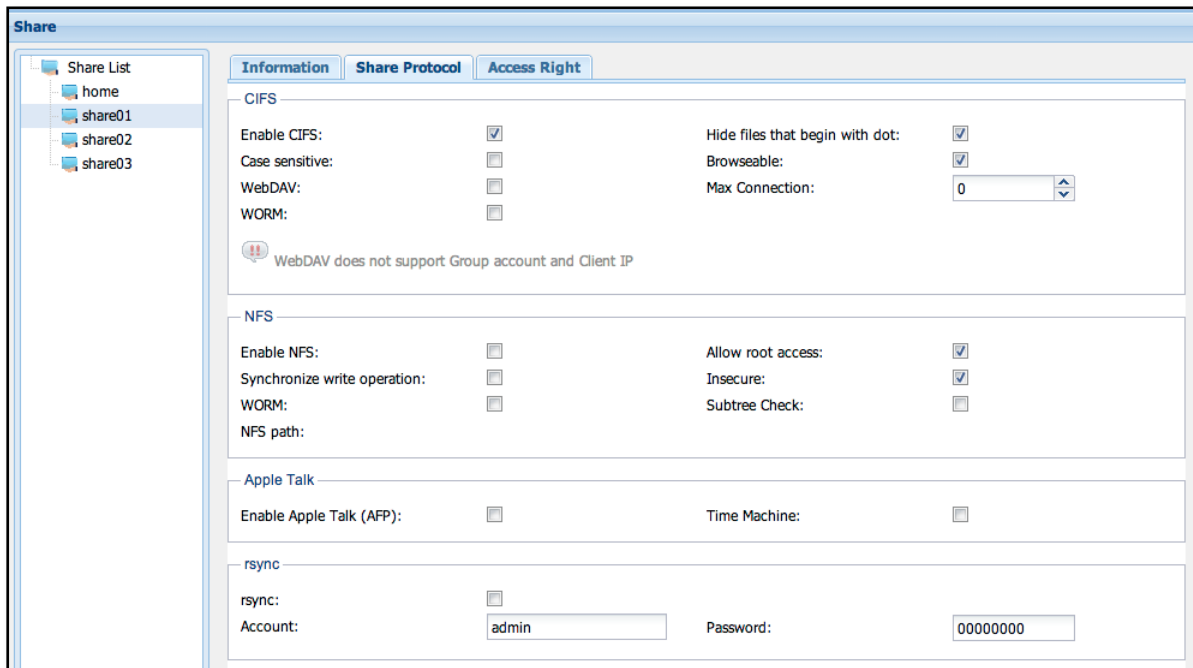 Share
Share List
home
share01
share02
share03
Information Share Protocol Access Right
CIFS
Enable CIFS: Hide files that begin with dot:
Case sensitive: Browseable:
WebDAV: Max Connection: 0
WORM:
!! WebDAV does not support Group account and Client IP
NFS
Enable NFS: Allow root access:
Synchronize write operation: Insecure:
WORM: Subtree Check:
NFS path:
Apple Talk
Enable Apple Talk (AFP): Time Machine:
rsync
rsync:
Account: admin Password: 00000000